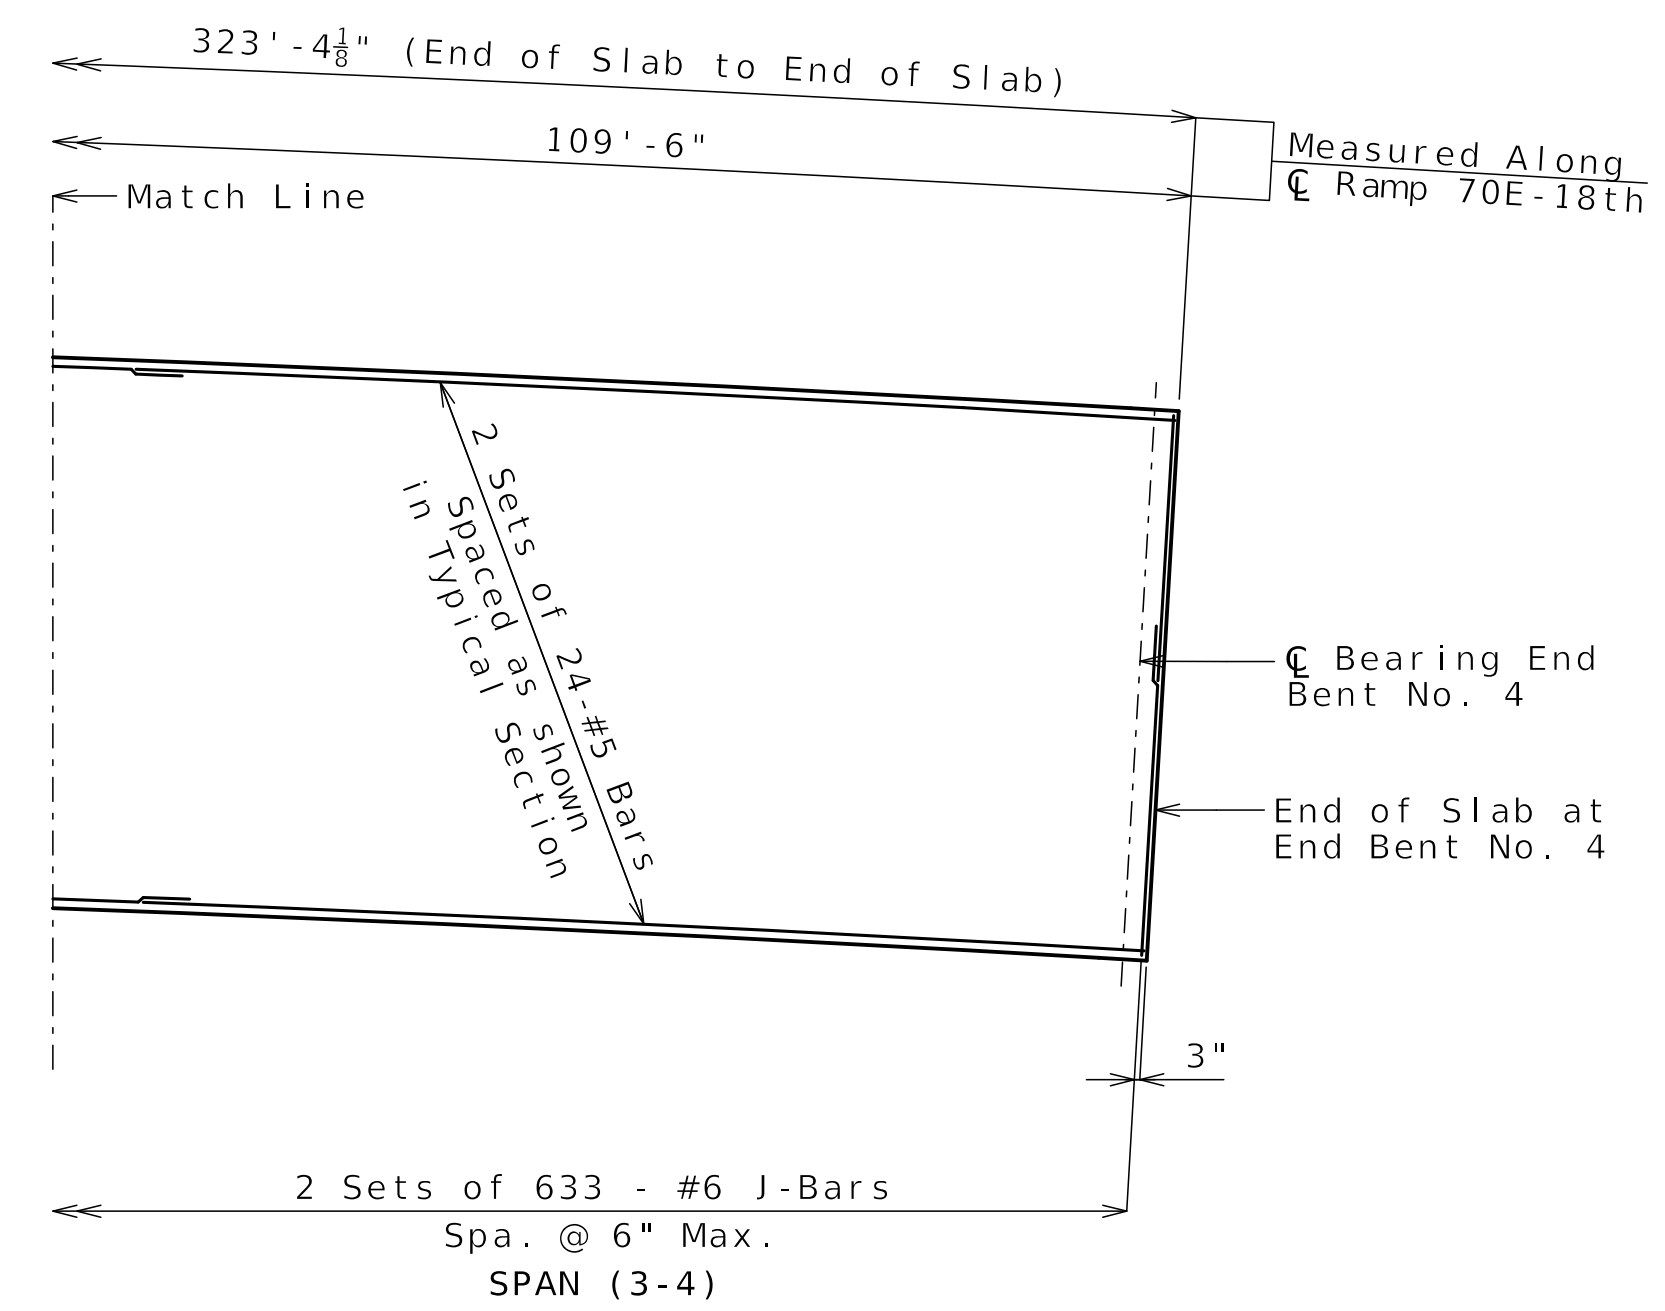 323'-4⅛" (End of Slab to End of Slab)
109'-6"
Measured Along
℄ Ramp 70E-18th
Match Line
2 Sets of 24-#5 Bars
Spaced as shown
in Typical Section
℄ Bearing End
Bent No. 4
End of Slab at
End Bent No. 4
3"
2 Sets of 633 - #6 J-Bars
Spa. @ 6" Max.
SPAN (3-4)